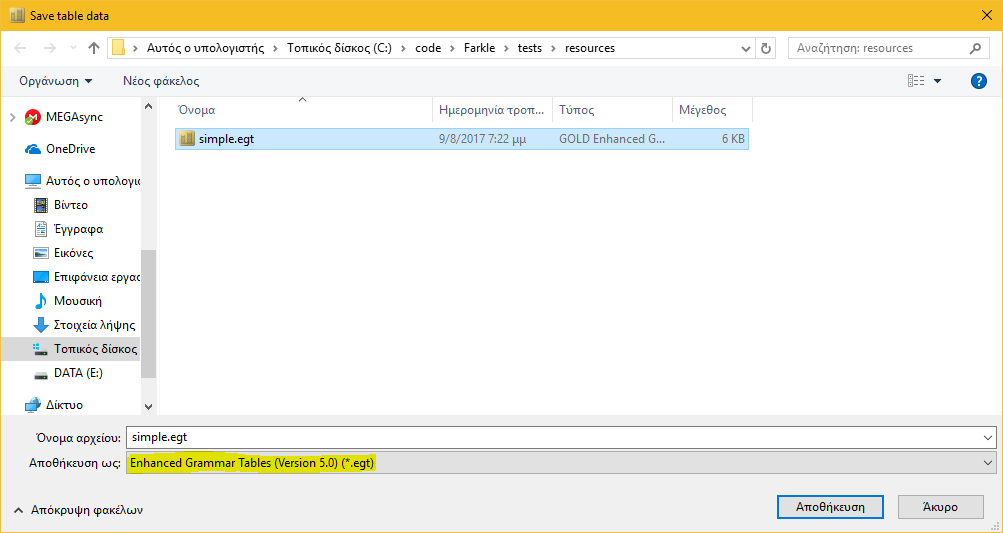 Save table data
Αυτός ο υπολογιστής Τοπικός δίσκος (C:) code Farkle tests resources
Αναζήτηση: resources
Οργάνωση Νέος φάκελος
MEGAsync
OneDrive
Αυτός ο υπολογισ
Βίντεο
Έγγραφα
Εικόνες
Επιφάνεια εργασ
Μουσική
Στοιχεία λήψης
Τοπικός δίσκος
DATA (E:)
Δίκτυο
Όνομα Ημερομηνία τροπ... Τύπος Μέγεθος
simple.egt 9/8/2017 7:22 μμ GOLD Enhanced G... 6 KB
Όνομα αρχείου: simple.egt
Αποθήκευση ως: Enhanced Grammar Tables (Version 5.0) (*.egt)
Απόκρυψη φακέλων
Αποθήκευση Άκυρο